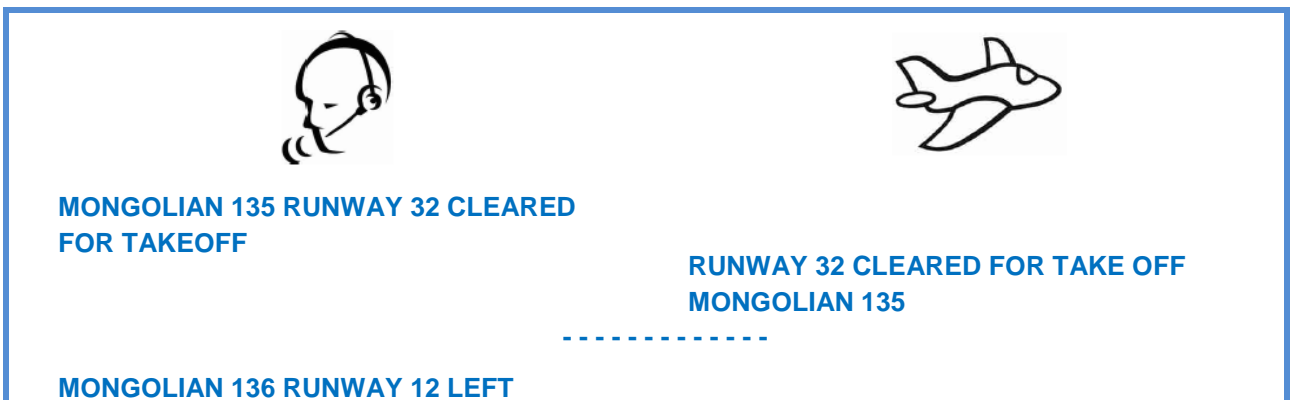 MONGOLIAN 135 RUNWAY 32 CLEARED
FOR TAKEOFF
RUNWAY 32 CLEARED FOR TAKE OFF
MONGOLIAN 135
- - - - - - - - - - - - -
MONGOLIAN 136 RUNWAY 12 LEFT